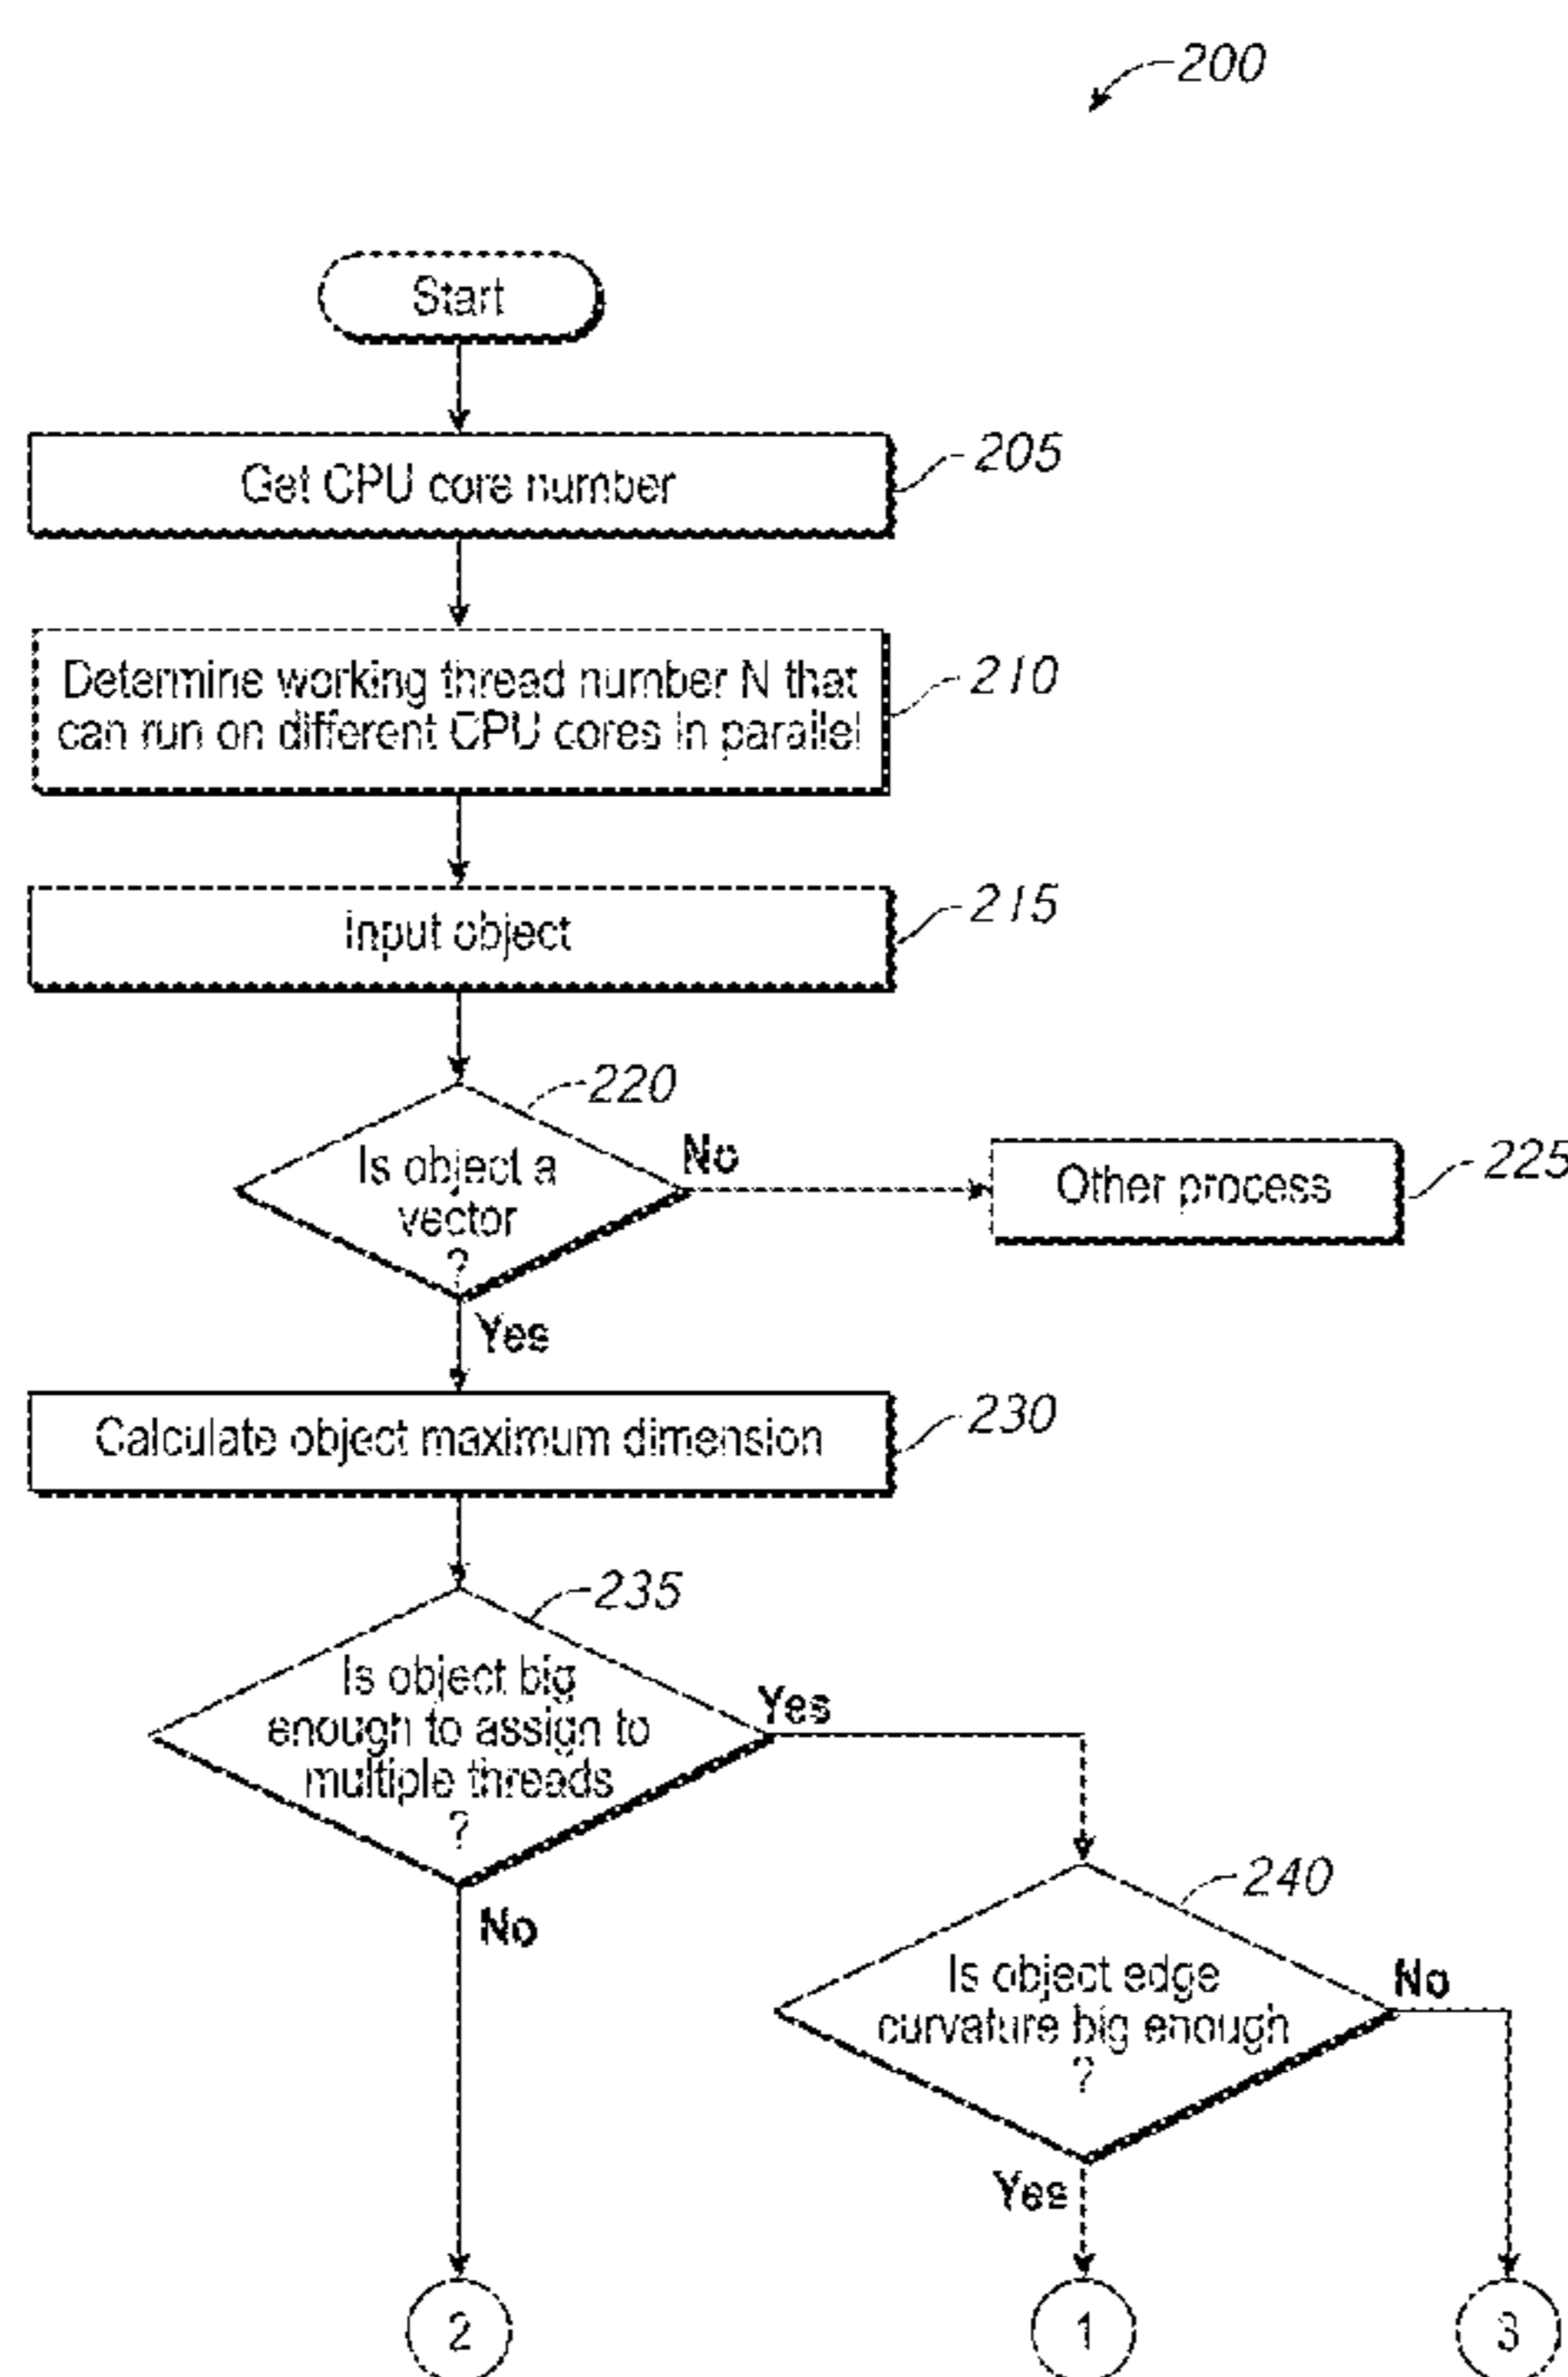 200
Start
Get CPU core number
205
Determine working thread number N that
can run on different CPU cores in parallel
210
Input object
215
220
Is object a
vector
?
No
Other process
225
Yes
Calculate object maximum dimension
230
235
Is object big
enough to assign to
multiple threads
?
Yes
No
240
Is object edge
curvature big enough
?
No
Yes
2
1
3